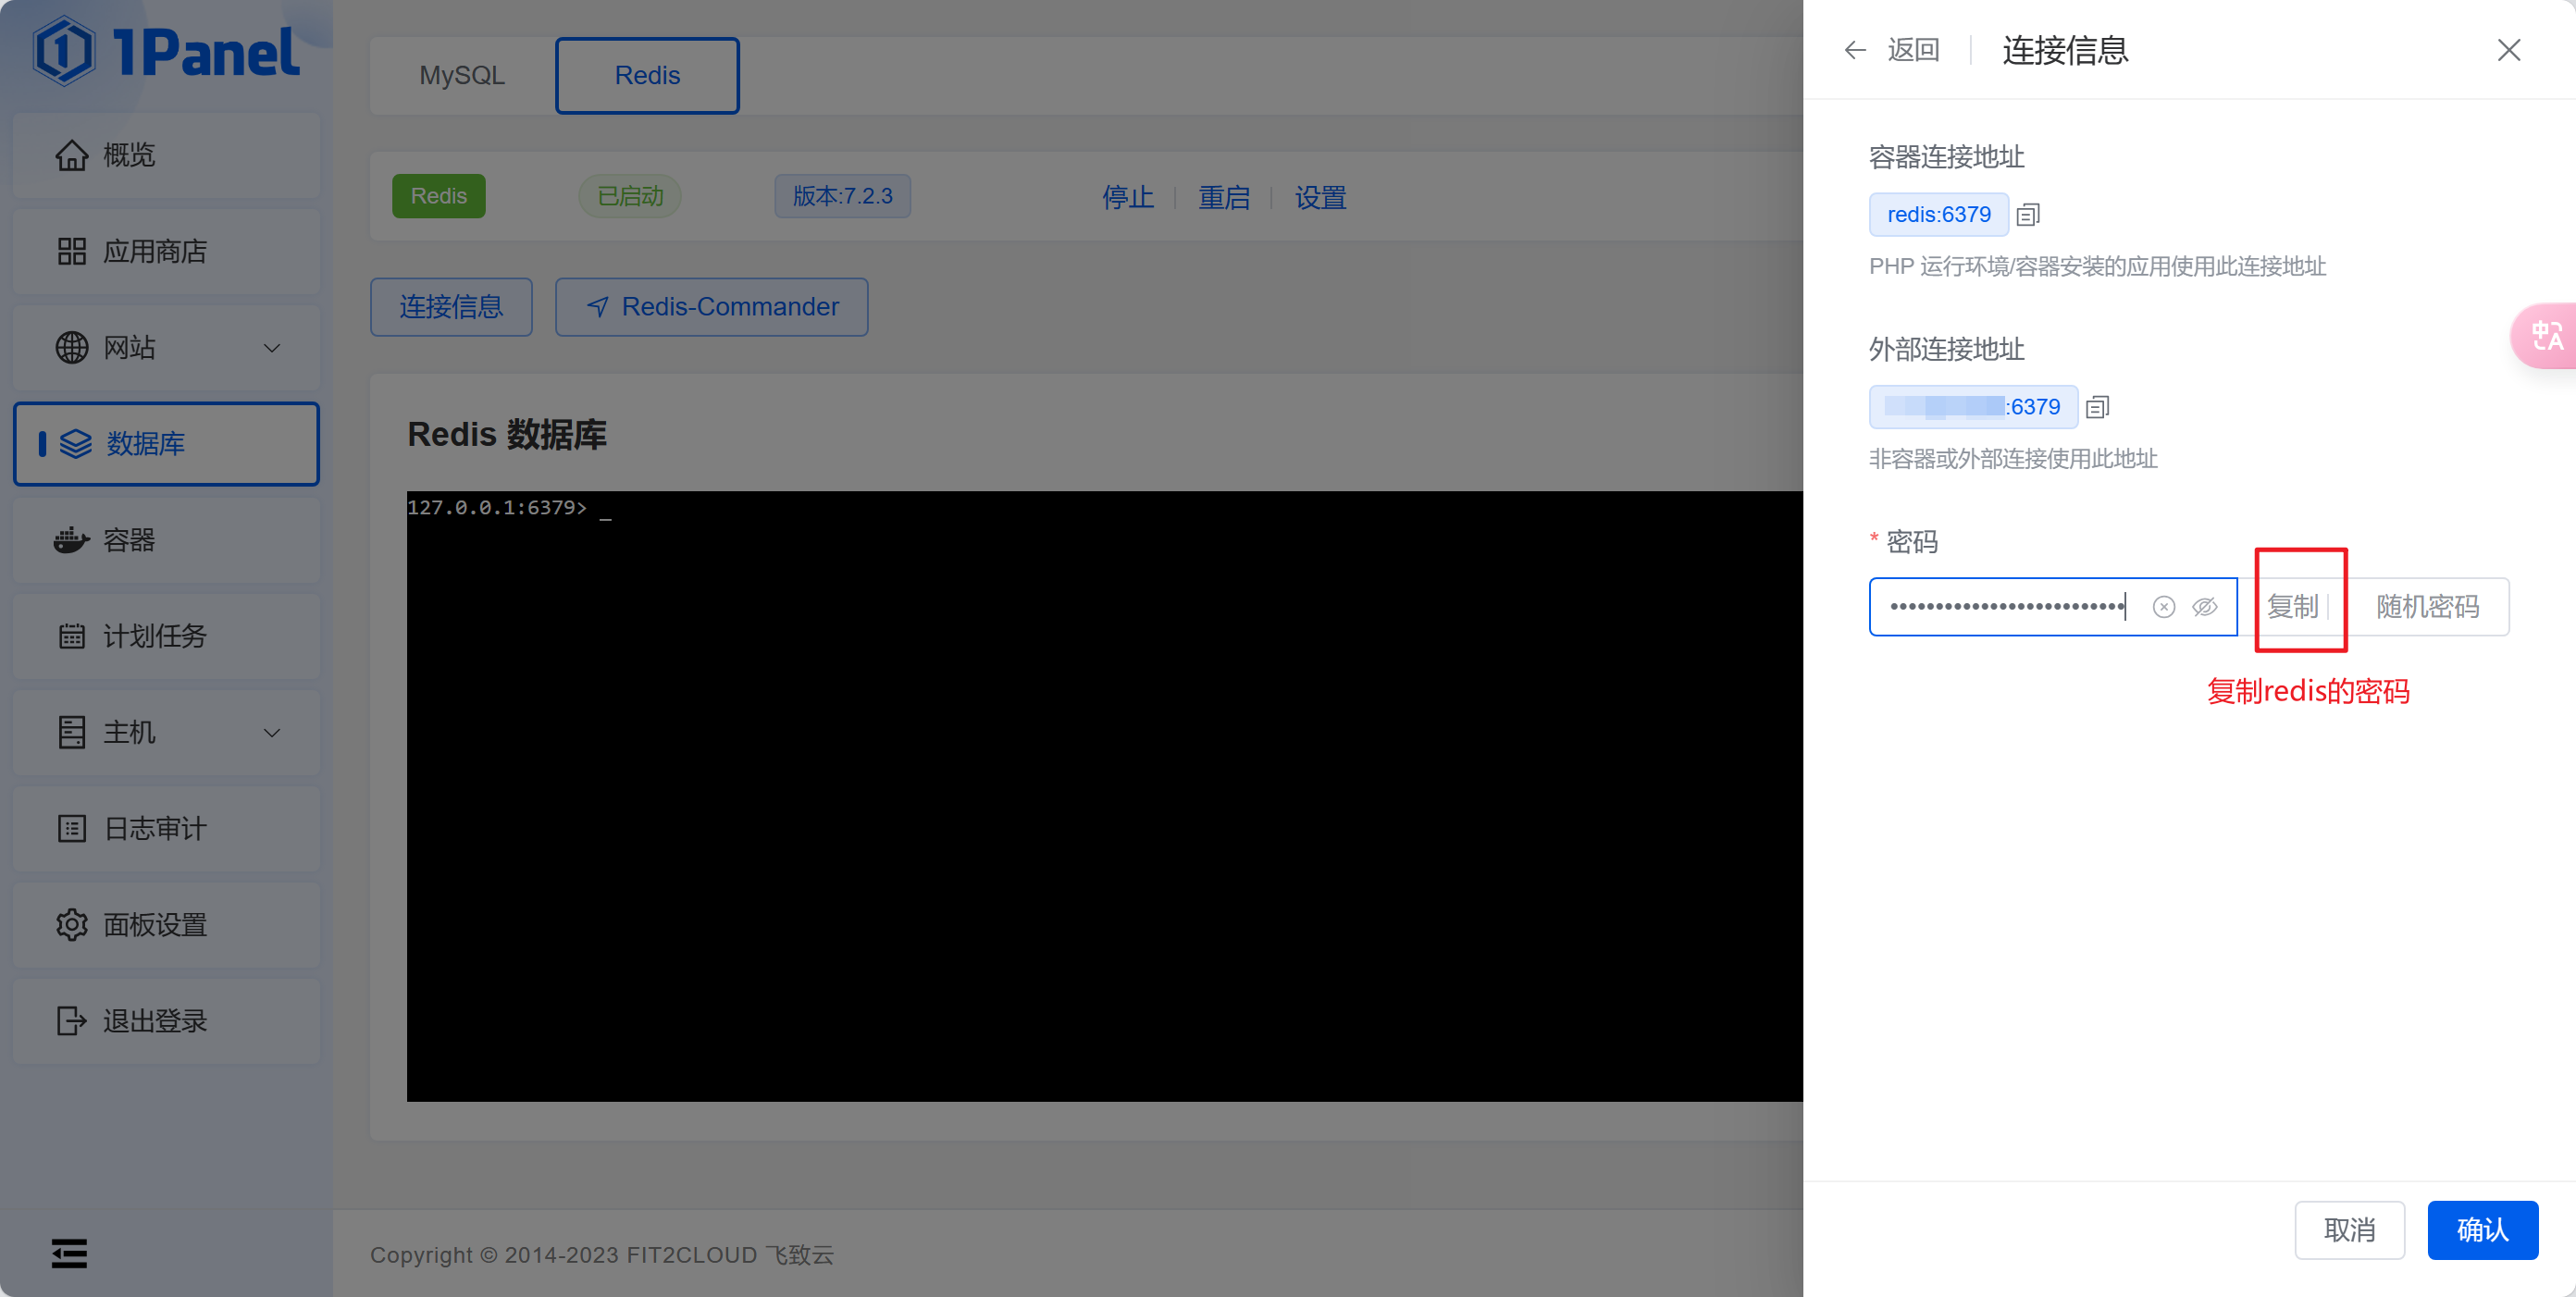 1Panel
概览
应用商店
网站
数据库
容器
计划任务
主机
日志审计
面板设置
退出登录
MySQL
Redis
Redis
已启动
版本:7.2.3
停止
重启
设置
连接信息
Redis-Commander
Redis 数据库
127.0.0.1:6379> _
Copyright © 2014-2023 FIT2CLOUD 飞致云
返回
连接信息
容器连接地址
redis:6379
PHP 运行环境/容器安装的应用使用此连接地址
外部连接地址
:6379
非容器或外部连接使用此地址
* 密码
复制
随机密码
复制redis的密码
取消
确认
中A